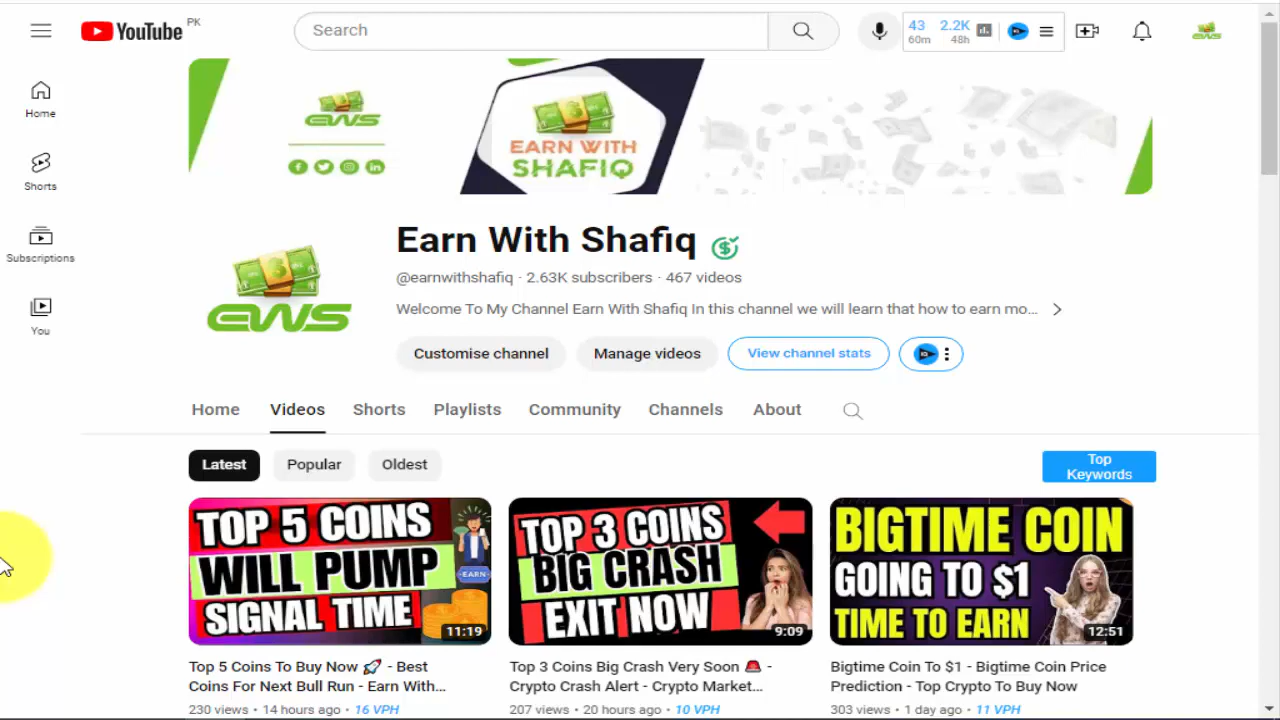 YouTube PK
Search
43 2.2K
60m 48h
Home
Shorts
Subscriptions
You
EWS
EARN WITH
SHAFIQ
EWS
Earn With Shafiq
@earnwithshafiq · 2.63K subscribers · 467 videos
Welcome To My Channel Earn With Shafiq In this channel we will learn that how to earn mo...
Customise channel Manage videos View channel stats
Home Videos Shorts Playlists Community Channels About
Latest Popular Oldest Top
Keywords
TOP 5 COINS
WILL PUMP
SIGNAL TIME
EARN
11:19
TOP 3 COINS
BIG CRASH
EXIT NOW
9:09
BIGTIME COIN
GOING TO $1
TIME TO EARN
12:51
Top 5 Coins To Buy Now 🚀 - Best
Coins For Next Bull Run - Earn With...
230 views · 14 hours ago · 16 VPH
Top 3 Coins Big Crash Very Soon 🚨 -
Crypto Crash Alert - Crypto Market...
207 views · 20 hours ago · 10 VPH
Bigtime Coin To $1 - Bigtime Coin Price
Prediction - Top Crypto To Buy Now
303 views · 1 day ago · 11 VPH